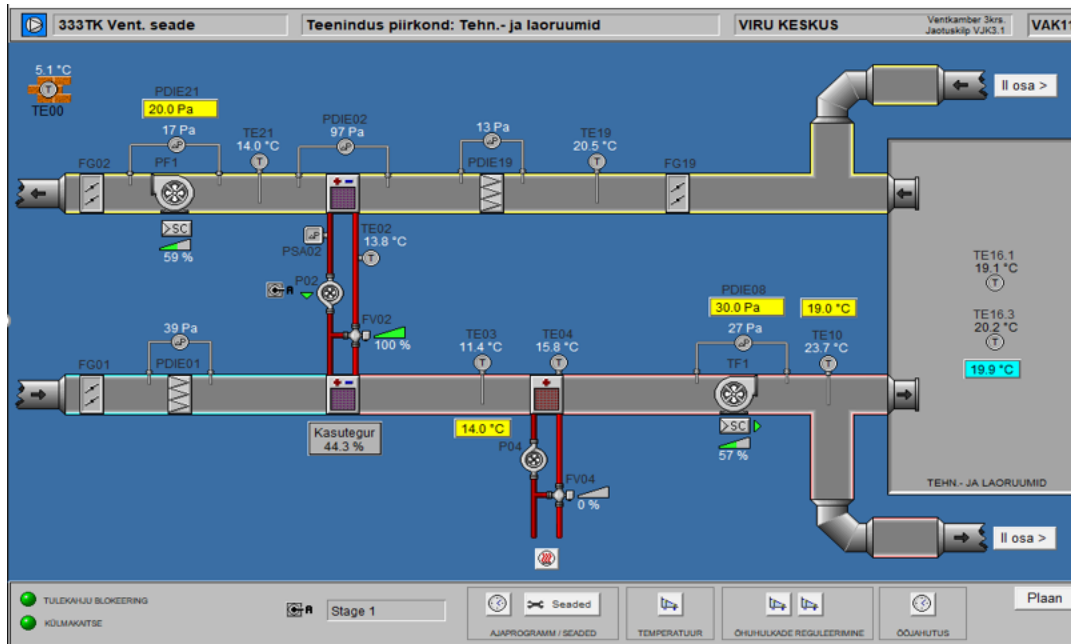 333TK Vent. seade
Teenindus piirkond: Tehn.- ja laoruumid
VIRU KESKUS
Ventkamber 3krs.
Jaotuskilp VJK3.1
VAK11
5.1 °C
T
TE00
PDIE21
20.0 Pa
17 Pa
FG02
PF1
TE21
14.0 °C
T
PDIE02
97 Pa
13 Pa
PDIE19
TE19
20.5 °C
T
FG19
II osa >
>SC
59 %
PSA02
TE02
13.8 °C
T
P02
A
FV02
100 %
39 Pa
FG01
PDIE01
Kasutegur
44.3 %
TE03
11.4 °C
T
14.0 °C
TE04
15.8 °C
T
P04
FV04
0 %
PDIE08
30.0 Pa
27 Pa
TF1
>SC
57 %
19.0 °C
TE10
23.7 °C
T
TE16.1
19.1 °C
T
TE16.3
20.2 °C
T
19.9 °C
TEHN.- JA LAORUUMID
II osa >
TULEKAHJU BLOKEERING
KÜLMAKAITSE
A
Stage 1
Seaded
AJAPROGRAMM / SEADED
TEMPERATUUR
ÕHUHULKADE REGULEERIMINE
ÖÖJAHUTUS
Plaan